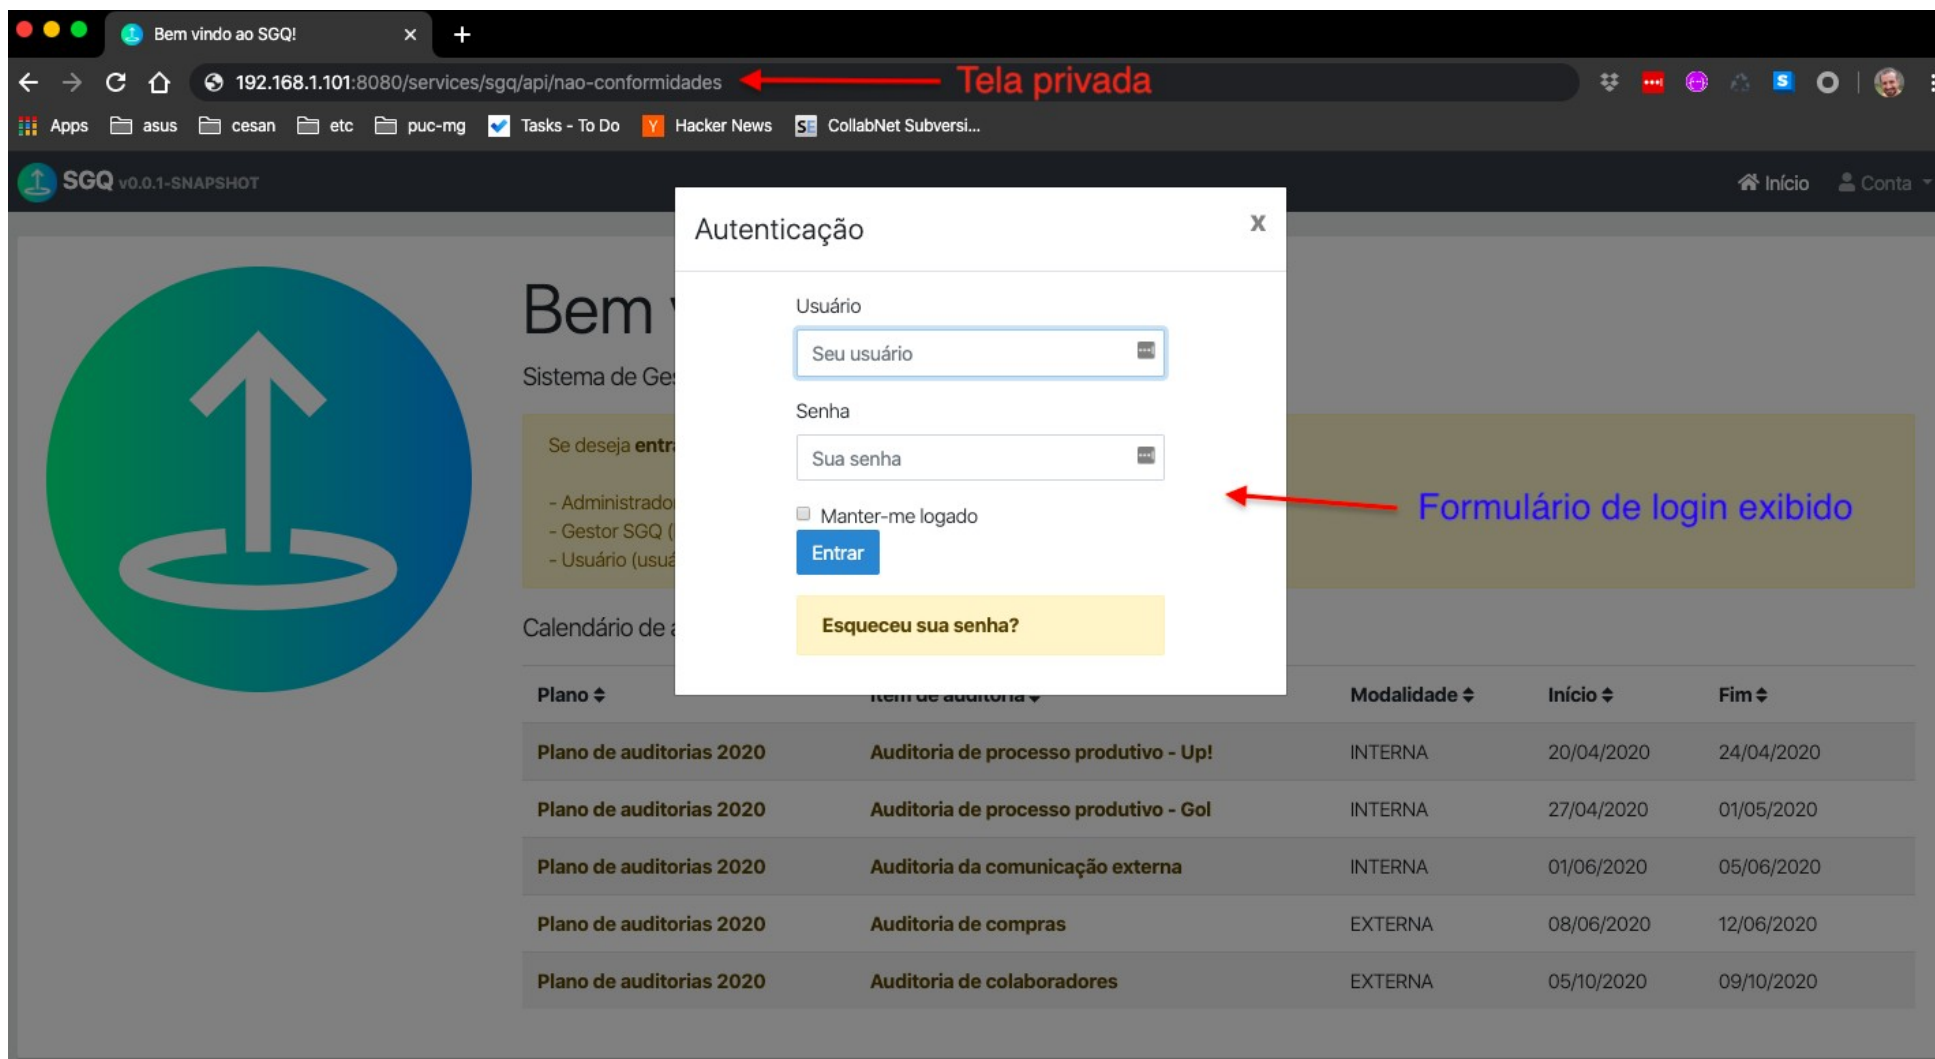 Bem vindo ao SGQ!
192.168.1.101:8080/services/sgq/api/nao-conformidades
Tela privada
Apps asus cesan etc puc-mg Tasks - To Do Hacker News CollabNet Subversi...
SGQ v0.0.1-SNAPSHOT
Início Conta
Autenticação X
Bem
Usuário
Seu usuário
Sistema de Ge
Senha
Se deseja entr
Sua senha
- Administrado
- Gestor SGQ (
- Usuário (usuá
Manter-me logado
Entrar
Formulário de login exibido
Calendário de a
Esqueceu sua senha?
Plano Item de auditoria Modalidade Início Fim
Plano de auditorias 2020 Auditoria de processo produtivo - Up! INTERNA 20/04/2020 24/04/2020
Plano de auditorias 2020 Auditoria de processo produtivo - Gol INTERNA 27/04/2020 01/05/2020
Plano de auditorias 2020 Auditoria da comunicação externa INTERNA 01/06/2020 05/06/2020
Plano de auditorias 2020 Auditoria de compras EXTERNA 08/06/2020 12/06/2020
Plano de auditorias 2020 Auditoria de colaboradores EXTERNA 05/10/2020 09/10/2020